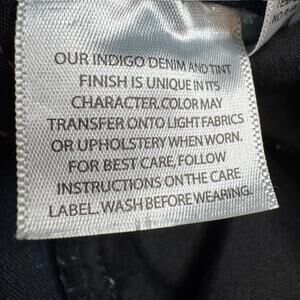 OUR INDIGO DENIM AND TINT
FINISH IS UNIQUE IN ITS
CHARACTER. COLOR MAY
TRANSFER ONTO LIGHT FABRICS
OR UPHOLSTERY WHEN WORN.
FOR BEST CARE, FOLLOW
INSTRUCTIONS ON THE CARE
LABEL. WASH BEFORE WEARING.